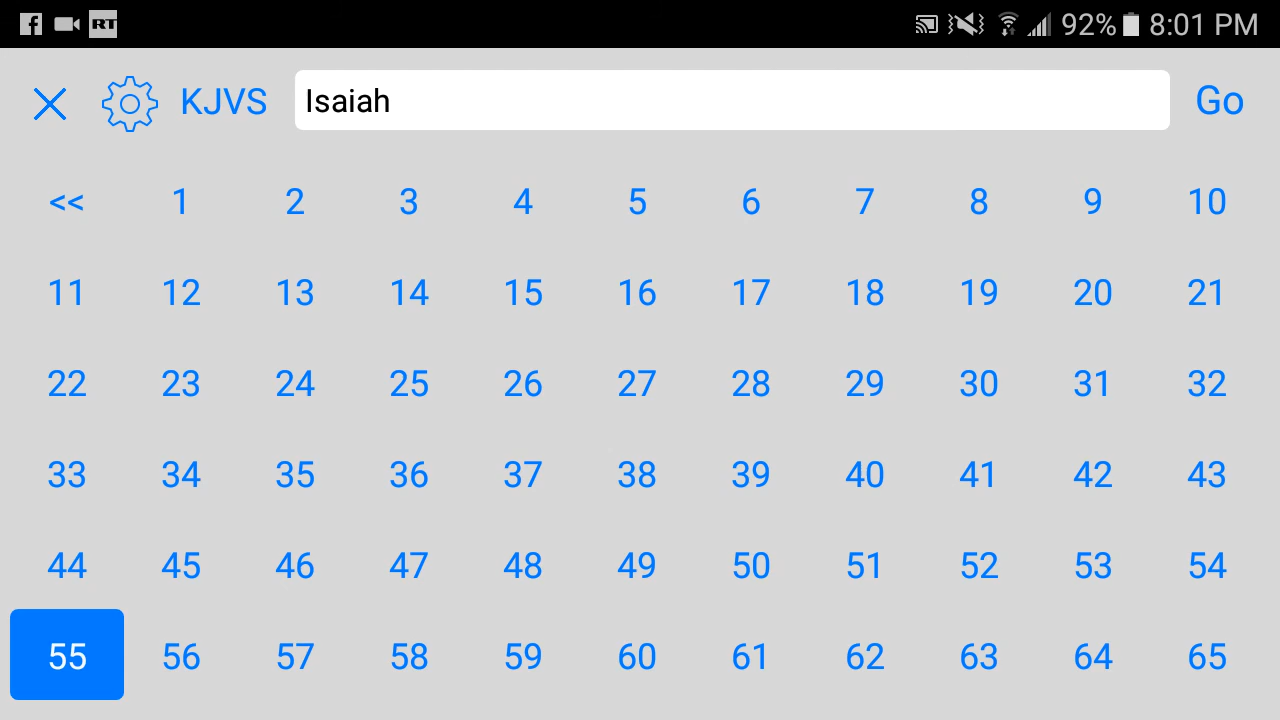 f RT 92% 8:01 PM
KJVS Isaiah Go
<< 1 2 3 4 5 6 7 8 9 10
11 12 13 14 15 16 17 18 19 20 21
22 23 24 25 26 27 28 29 30 31 32
33 34 35 36 37 38 39 40 41 42 43
44 45 46 47 48 49 50 51 52 53 54
55 56 57 58 59 60 61 62 63 64 65